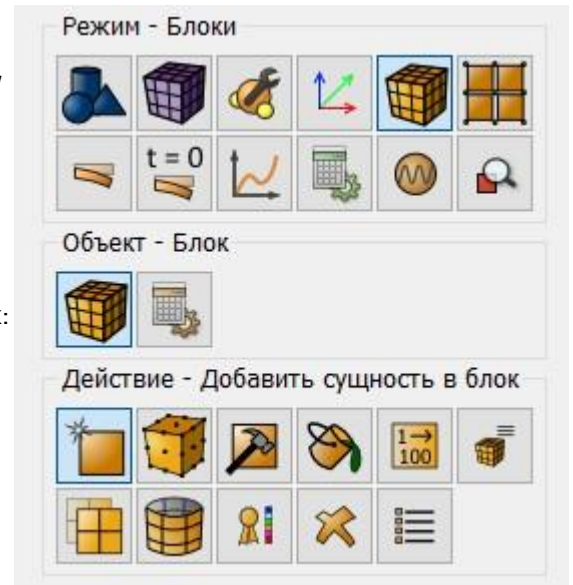 Режим - Блоки
t = 0
Объект - Блок
Действие - Добавить сущность в блок
1→
100